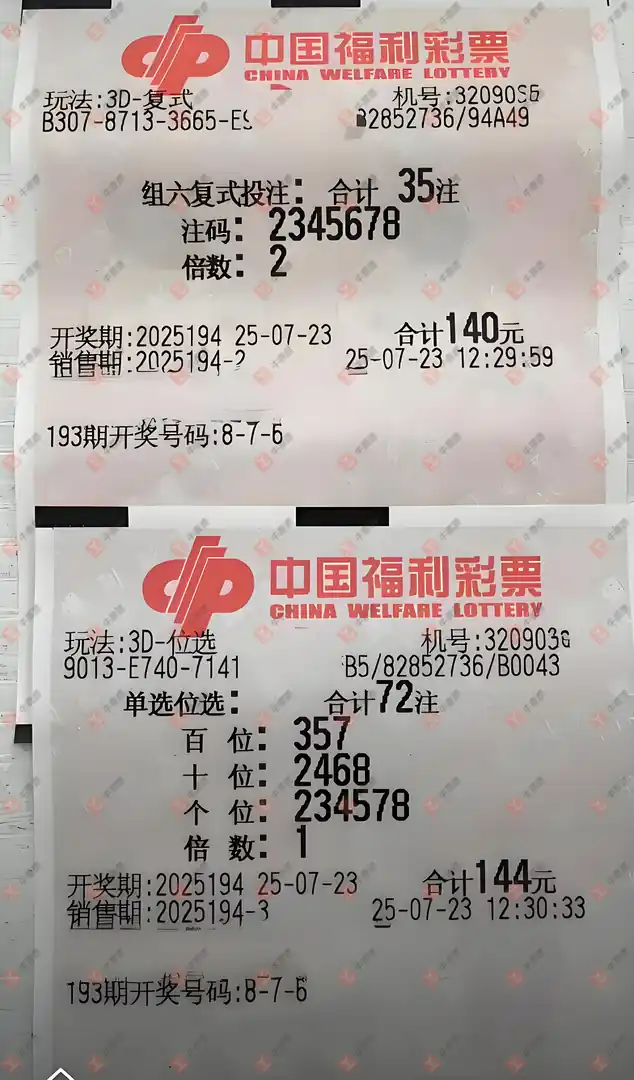 中国福利彩票
CHINA WELFARE LOTTERY
玩法:3D-复式 机号:3209036
B307-8713-3665-E9 B2852736/94A49
组六复式投注: 合计 35注
注码: 2345678
倍数: 2
开奖期:2025194 25-07-23 合计140元
销售期:2025194-2 25-07-23 12:29:59
193期开奖号码:8-7-6
中国福利彩票
CHINA WELFARE LOTTERY
玩法:3D-位选 机号:3209036
9013-E740-7141 B5/82852736/B0043
单选位选: 合计72注
百 位: 357
十 位: 2468
个 位: 234578
倍 数: 1
开奖期:2025194 25-07-23 合计144元
销售期:2025194-3 25-07-23 12:30:33
193期开奖号码:8-7-6